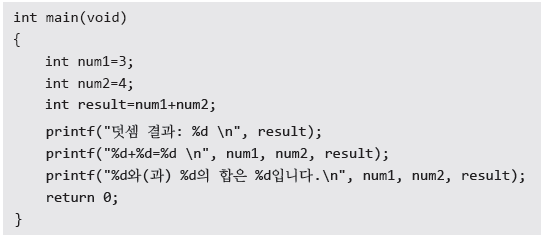 int main(void)
{
    int num1=3;
    int num2=4;
    int result=num1+num2;
    printf("덧셈 결과: %d \n", result);
    printf("%d+%d=%d \n", num1, num2, result);
    printf("%d와(과) %d의 합은 %d입니다.\n", num1, num2, result);
    return 0;
}